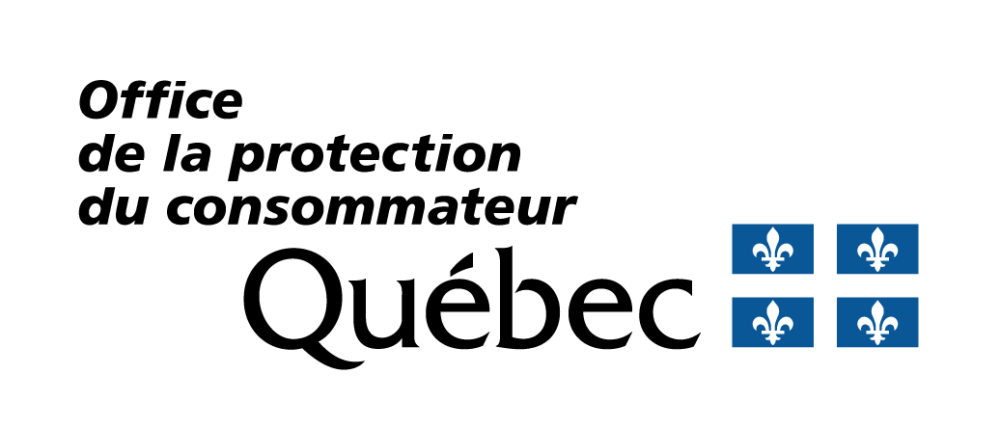 Office
de la protection
du consommateur
Québec